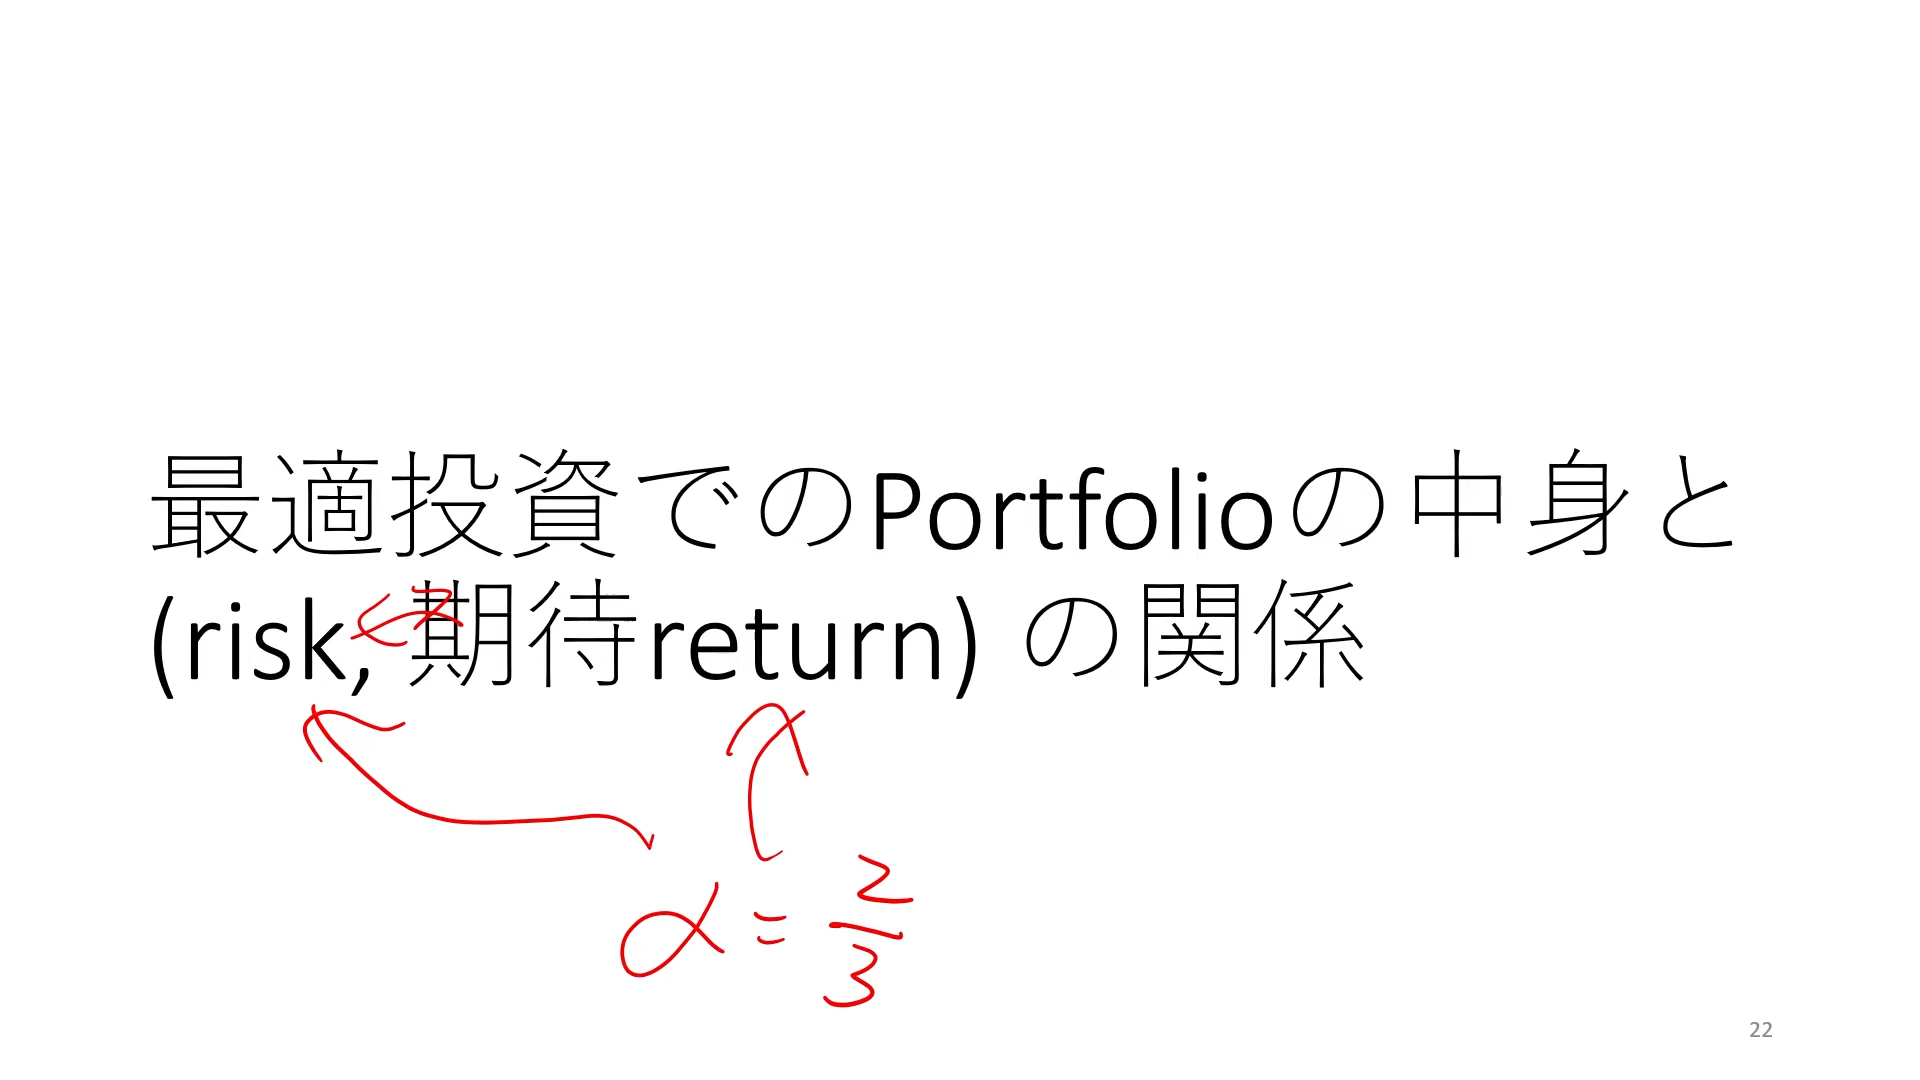 最適投資でのPortfolioの中身と
(risk, 期待return) の関係
α = 2/3
22